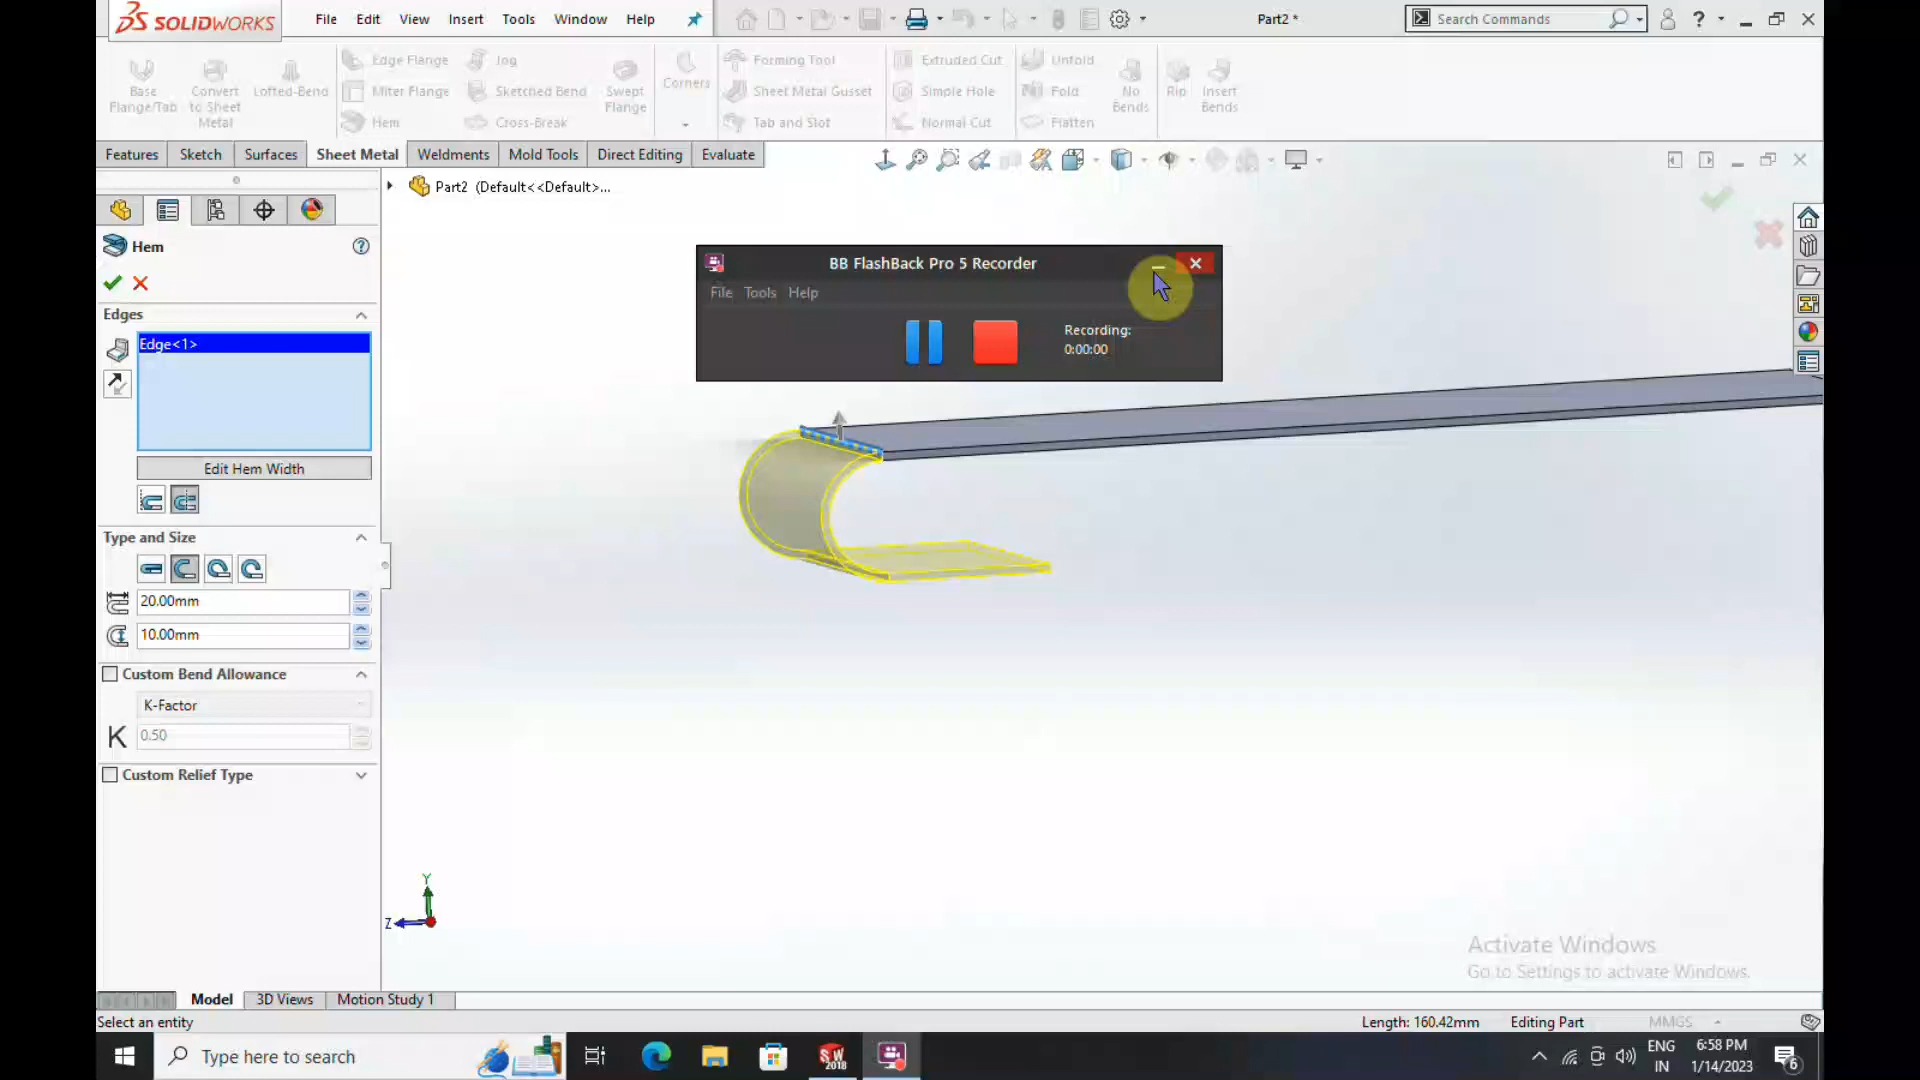 SOLIDWORKS File Edit View Insert Tools Window Help Part2 * Search Commands ?
Base Flange/Tab
Convert to Sheet Metal
Lofted-Bend
Edge Flange
Miter Flange
Hem
Jog
Sketched Bend
Cross-Break
Swept Flange
Corners
Forming Tool
Sheet Metal Gusset
Tab and Slot
Extruded Cut
Simple Hole
Normal Cut
Unfold
Fold
Flatten
No Bends
Rip
Insert Bends
Features Sketch Surfaces Sheet Metal Weldments Mold Tools Direct Editing Evaluate
Part2 (Default<<Default>...
Hem
Edges
Edge<1>
Edit Hem Width
Type and Size
20.00mm
10.00mm
Custom Bend Allowance
K-Factor
K 0.50
Custom Relief Type
BB FlashBack Pro 5 Recorder
File Tools Help
Recording:
0:00:00
Y
Z
Activate Windows
Go to Settings to activate Windows.
Model 3D Views Motion Study 1
Select an entity Length: 160.42mm Editing Part MMGS
Type here to search
SW 2018
ENG
IN
6:58 PM
1/14/2023
6